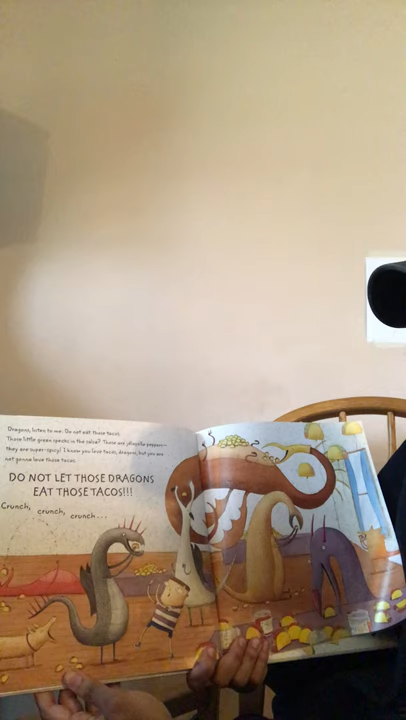 Dragons, listen to me. Do not eat those tacos.
Those little green specks in the salsa? Those are jalapeño peppers—
they are super-spicy! I know you love tacos, dragons, but you are
not gonna love those tacos.
DO NOT LET THOSE DRAGONS
EAT THOSE TACOS!!!
Crunch, crunch, crunch...